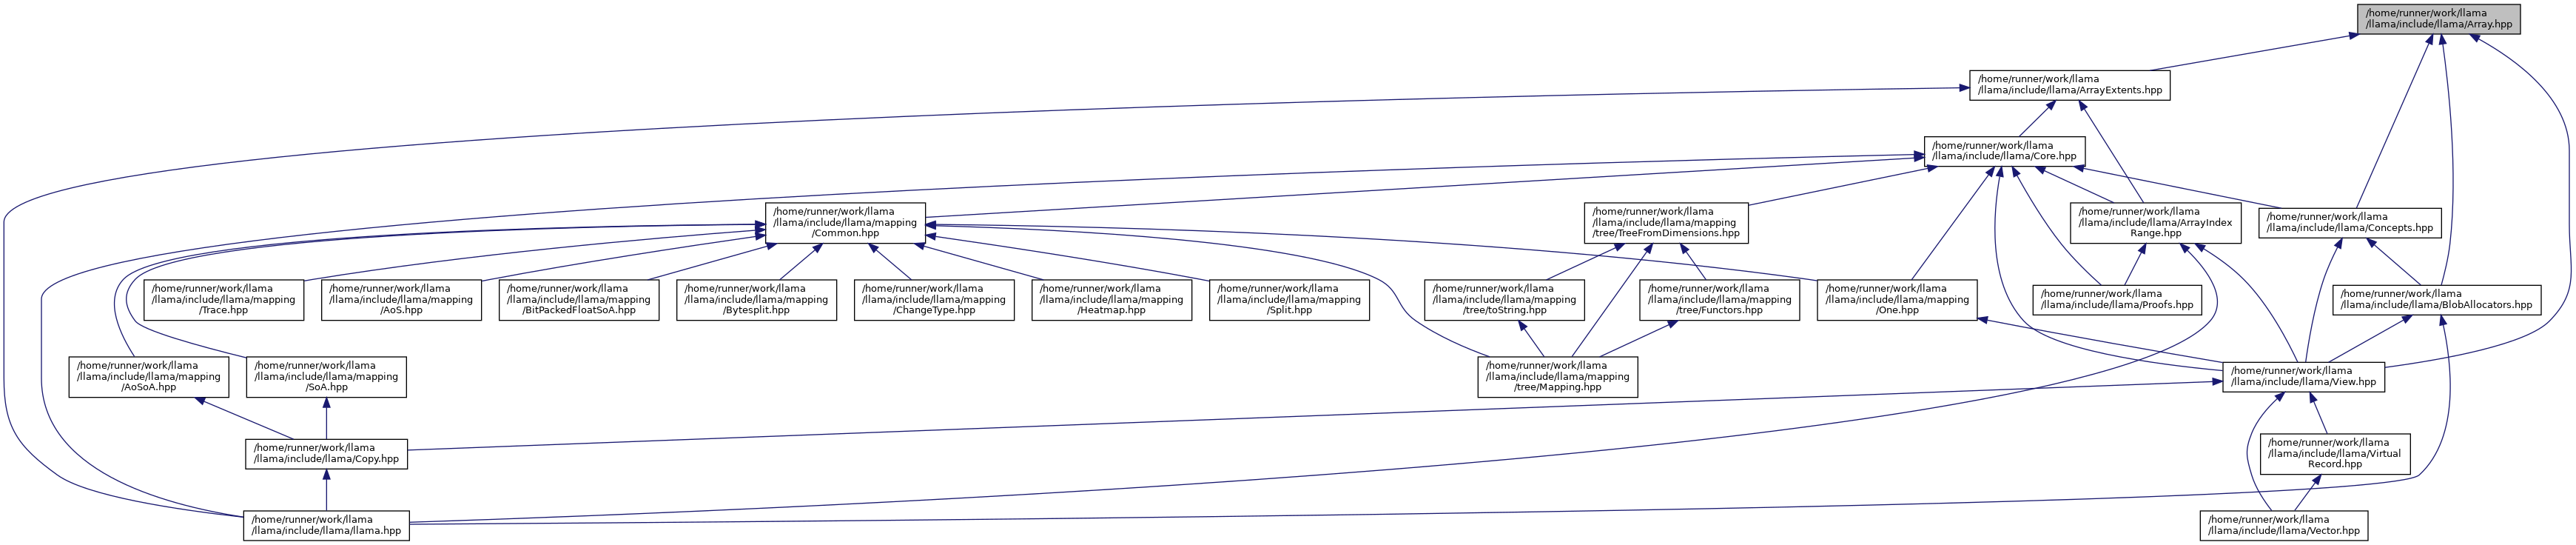 /home/runner/work/llama
/llama/include/llama/Array.hpp
/home/runner/work/llama
/llama/include/llama/ArrayExtents.hpp
/home/runner/work/llama
/llama/include/llama/Core.hpp
/home/runner/work/llama
/llama/include/llama/mapping
/Common.hpp
/home/runner/work/llama
/llama/include/llama/mapping
/tree/TreeFromDimensions.hpp
/home/runner/work/llama
/llama/include/llama/ArrayIndex
Range.hpp
/home/runner/work/llama
/llama/include/llama/Concepts.hpp
/home/runner/work/llama
/llama/include/llama/mapping
/Trace.hpp
/home/runner/work/llama
/llama/include/llama/mapping
/AoS.hpp
/home/runner/work/llama
/llama/include/llama/mapping
/BitPackedFloatSoA.hpp
/home/runner/work/llama
/llama/include/llama/mapping
/Bytesplit.hpp
/home/runner/work/llama
/llama/include/llama/mapping
/ChangeType.hpp
/home/runner/work/llama
/llama/include/llama/mapping
/Heatmap.hpp
/home/runner/work/llama
/llama/include/llama/mapping
/Split.hpp
/home/runner/work/llama
/llama/include/llama/mapping
/tree/toString.hpp
/home/runner/work/llama
/llama/include/llama/mapping
/tree/Functors.hpp
/home/runner/work/llama
/llama/include/llama/mapping
/One.hpp
/home/runner/work/llama
/llama/include/llama/Proofs.hpp
/home/runner/work/llama
/llama/include/llama/BlobAllocators.hpp
/home/runner/work/llama
/llama/include/llama/mapping
/AoSoA.hpp
/home/runner/work/llama
/llama/include/llama/mapping
/SoA.hpp
/home/runner/work/llama
/llama/include/llama/mapping
/tree/Mapping.hpp
/home/runner/work/llama
/llama/include/llama/View.hpp
/home/runner/work/llama
/llama/include/llama/Copy.hpp
/home/runner/work/llama
/llama/include/llama/Virtual
Record.hpp
/home/runner/work/llama
/llama/include/llama/llama.hpp
/home/runner/work/llama
/llama/include/llama/Vector.hpp